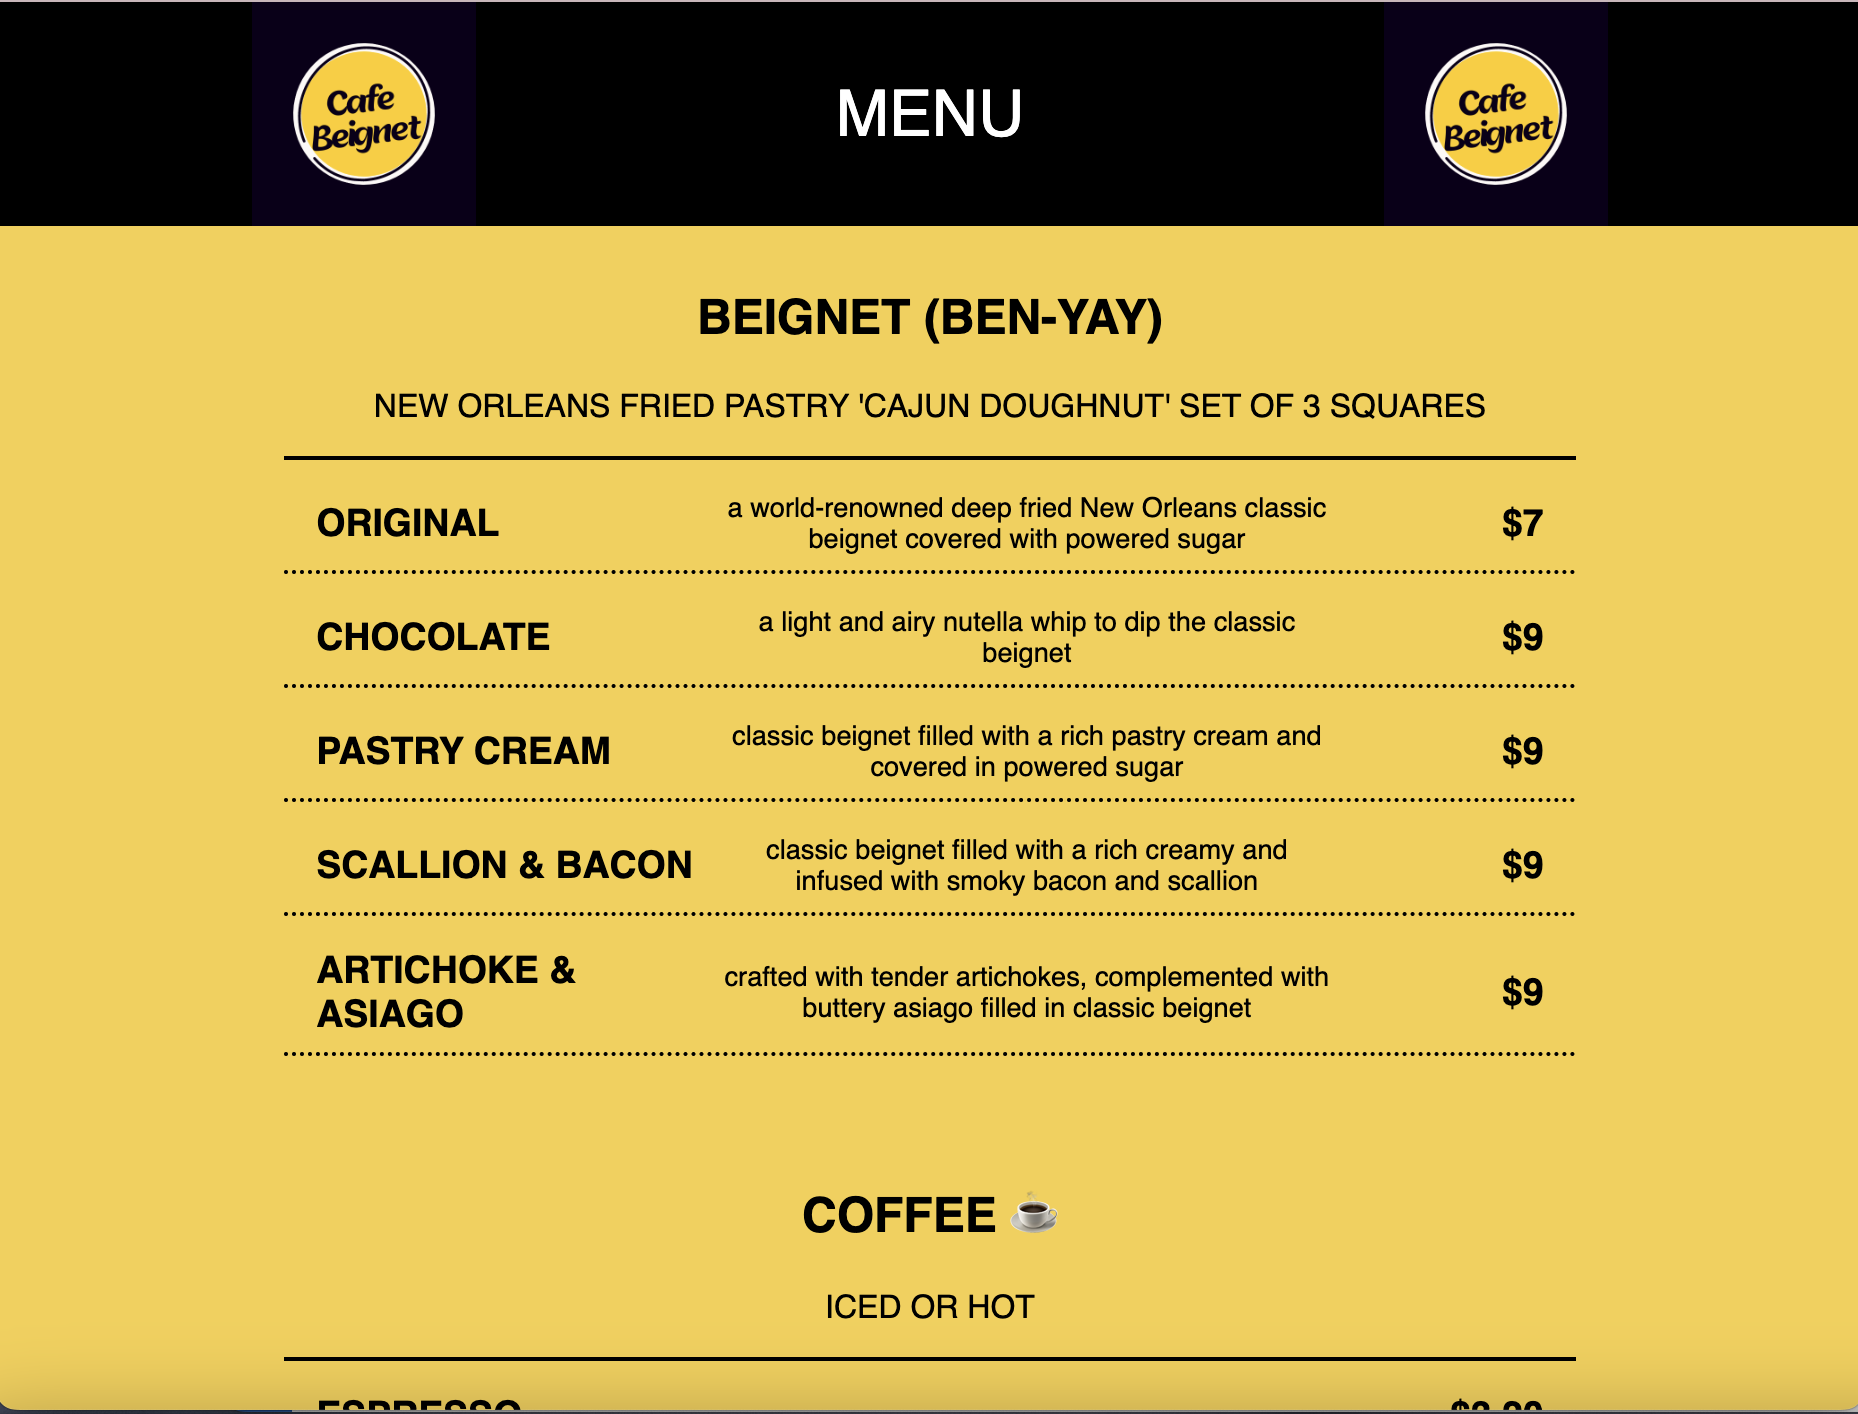 Cafe
Beignet
MENU
Cafe
Beignet
BEIGNET (BEN-YAY)
NEW ORLEANS FRIED PASTRY 'CAJUN DOUGHNUT' SET OF 3 SQUARES
ORIGINAL
a world-renowned deep fried New Orleans classic
beignet covered with powered sugar
$7
CHOCOLATE
a light and airy nutella whip to dip the classic
beignet
$9
PASTRY CREAM
classic beignet filled with a rich pastry cream and
covered in powered sugar
$9
SCALLION & BACON
classic beignet filled with a rich creamy and
infused with smoky bacon and scallion
$9
ARTICHOKE &
ASIAGO
crafted with tender artichokes, complemented with
buttery asiago filled in classic beignet
$9
COFFEE ☕
ICED OR HOT
ESPRESSO